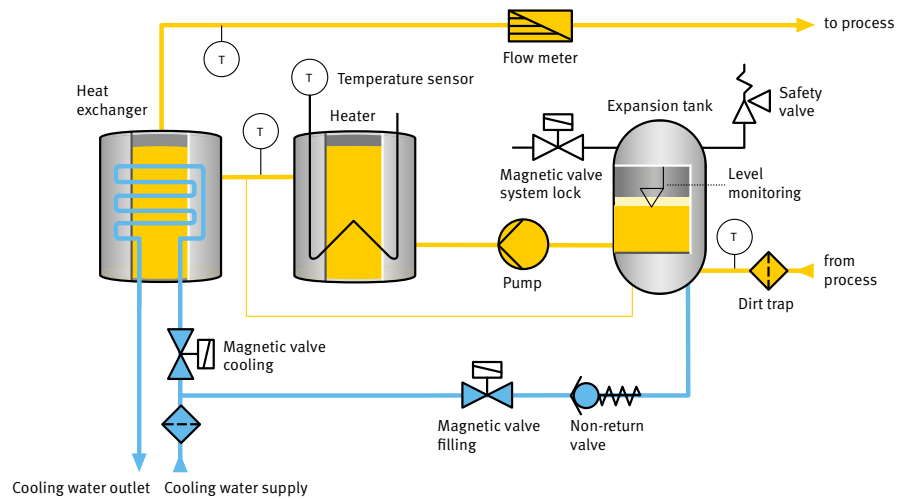 to process
Flow meter
T
T
Temperature sensor
Heat
exchanger
Heater
T
Expansion tank
Safety
valve
Magnetic valve
system lock
Level
monitoring
T
from
process
Pump
Dirt trap
Magnetic valve
cooling
Magnetic valve
filling
Non-return
valve
Cooling water outlet
Cooling water supply